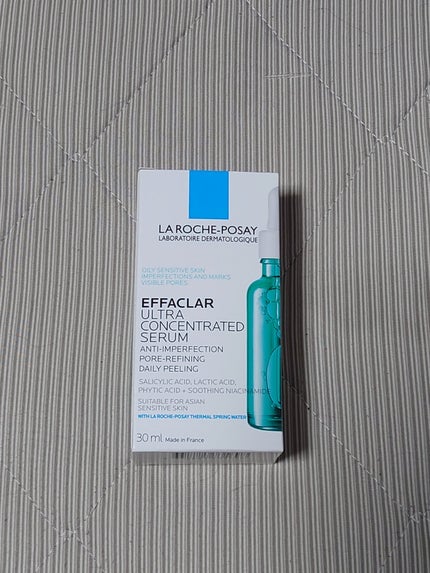 LA ROCHE-POSAY
LABORATOIRE DERMATOLOGIQUE
OILY SENSITIVE SKIN
IMPERFECTIONS AND MARKS
VISIBLE PORES
EFFACLAR
ULTRA
CONCENTRATED
SERUM
ANTI-IMPERFECTION
PORE-REFINING
DAILY PEELING
SALICYLIC ACID, LACTIC ACID,
PHYTIC ACID + SOOTHING NIACINAMIDE
SUITABLE FOR ASIAN
SENSITIVE SKIN
WITH LA ROCHE-POSAY THERMAL SPRING WATER
30 ml Made in France